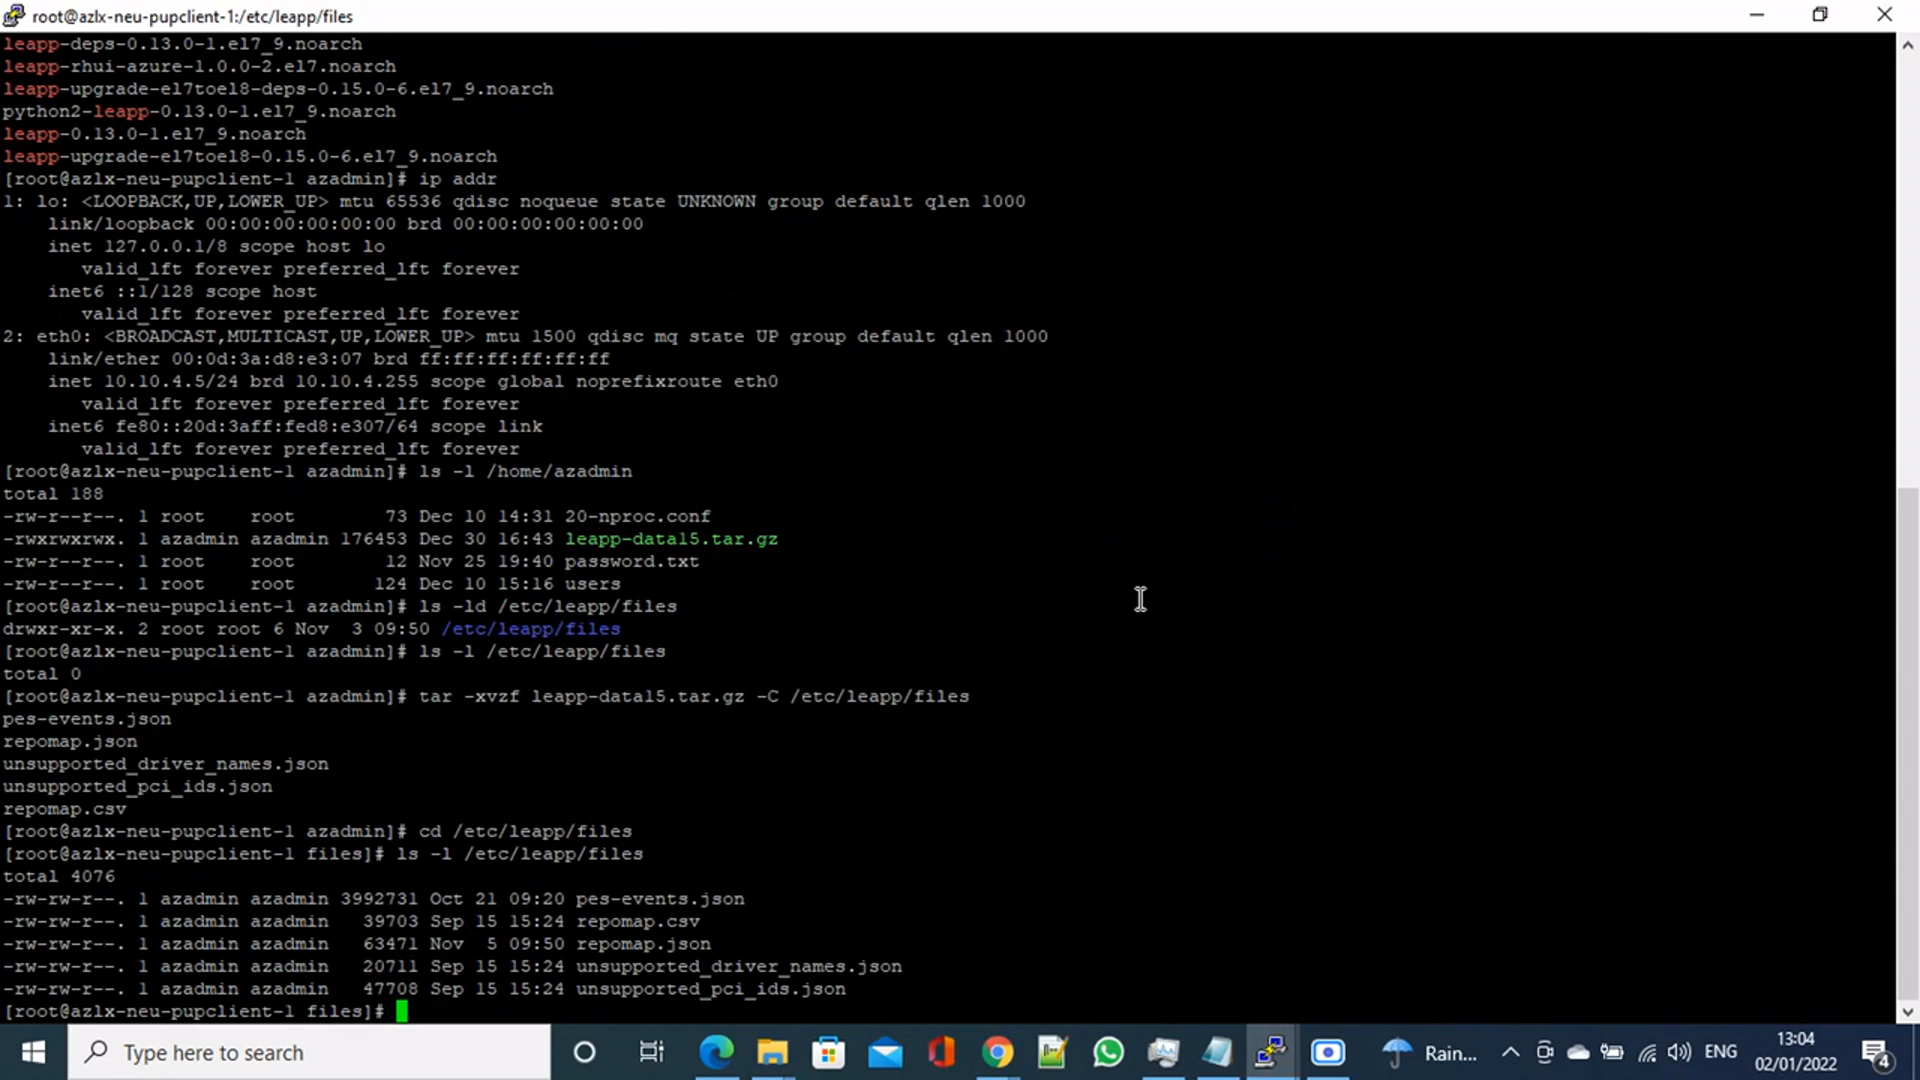 root@azlx-neu-pupclient-1:/etc/leapp/files
leapp-deps-0.13.0-1.el7_9.noarch
leapp-rhui-azure-1.0.0-2.el7.noarch
leapp-upgrade-el7toel8-deps-0.15.0-6.el7_9.noarch
python2-leapp-0.13.0-1.el7_9.noarch
leapp-0.13.0-1.el7_9.noarch
leapp-upgrade-el7toel8-0.15.0-6.el7_9.noarch
[root@azlx-neu-pupclient-1 azadmin]# ip addr
1: lo: <LOOPBACK,UP,LOWER_UP> mtu 65536 qdisc noqueue state UNKNOWN group default qlen 1000
    link/loopback 00:00:00:00:00:00 brd 00:00:00:00:00:00
    inet 127.0.0.1/8 scope host lo
       valid_lft forever preferred_lft forever
    inet6 ::1/128 scope host
       valid_lft forever preferred_lft forever
2: eth0: <BROADCAST,MULTICAST,UP,LOWER_UP> mtu 1500 qdisc mq state UP group default qlen 1000
    link/ether 00:0d:3a:d8:e3:07 brd ff:ff:ff:ff:ff:ff
    inet 10.10.4.5/24 brd 10.10.4.255 scope global noprefixroute eth0
       valid_lft forever preferred_lft forever
    inet6 fe80::20d:3aff:fed8:e307/64 scope link
       valid_lft forever preferred_lft forever
[root@azlx-neu-pupclient-1 azadmin]# ls -l /home/azadmin
total 188
-rw-r--r--. 1 root    root        73 Dec 10 14:31 20-nproc.conf
-rwxrwxrwx. 1 azadmin azadmin 176453 Dec 30 16:43 leapp-data15.tar.gz
-rw-r--r--. 1 root    root        12 Nov 25 19:40 password.txt
-rw-r--r--. 1 root    root       124 Dec 10 15:16 users
[root@azlx-neu-pupclient-1 azadmin]# ls -ld /etc/leapp/files
drwxr-xr-x. 2 root root 6 Nov  3 09:50 /etc/leapp/files
[root@azlx-neu-pupclient-1 azadmin]# ls -l /etc/leapp/files
total 0
[root@azlx-neu-pupclient-1 azadmin]# tar -xvzf leapp-data15.tar.gz -C /etc/leapp/files
pes-events.json
repomap.json
unsupported_driver_names.json
unsupported_pci_ids.json
repomap.csv
[root@azlx-neu-pupclient-1 azadmin]# cd /etc/leapp/files
[root@azlx-neu-pupclient-1 files]# ls -l /etc/leapp/files
total 4076
-rw-rw-r--. 1 azadmin azadmin 3992731 Oct 21 09:20 pes-events.json
-rw-rw-r--. 1 azadmin azadmin   39703 Sep 15 15:24 repomap.csv
-rw-rw-r--. 1 azadmin azadmin   63471 Nov  5 09:50 repomap.json
-rw-rw-r--. 1 azadmin azadmin   20711 Sep 15 15:24 unsupported_driver_names.json
-rw-rw-r--. 1 azadmin azadmin   47708 Sep 15 15:24 unsupported_pci_ids.json
[root@azlx-neu-pupclient-1 files]#
Type here to search
Rain...
ENG
13:04
02/01/2022
4